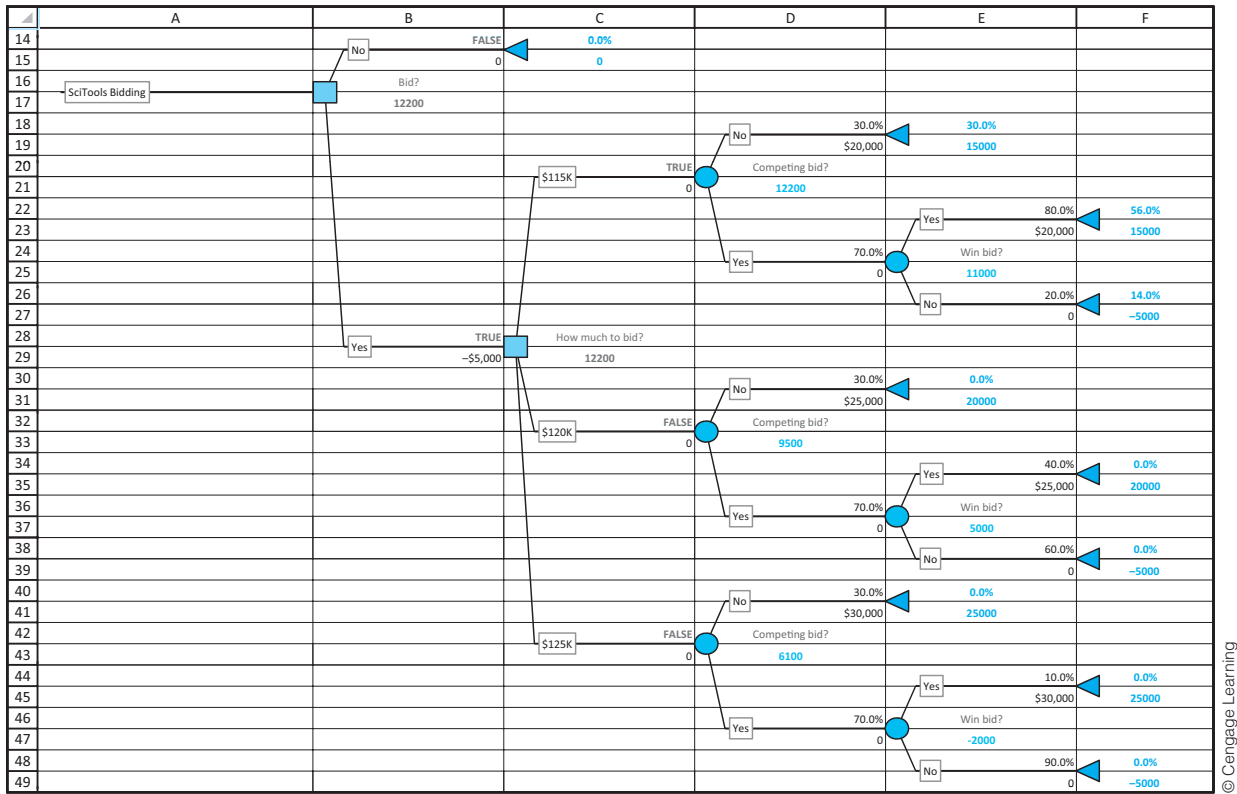 A B C D E F
14 No FALSE 0.0%
15 0 0
16 SciTools Bidding Bid?
17 12200
18 No 30.0% 30.0%
19 $20,000 15000
20 $115K TRUE Competing bid?
21 0 12200
22 Yes 80.0% 56.0%
23 $20,000 15000
24 Yes 70.0% Win bid?
25 0 11000
26 No 20.0% 14.0%
27 0 –5000
28 Yes TRUE How much to bid?
29 –$5,000 12200
30 No 30.0% 0.0%
31 $25,000 20000
32 $120K FALSE Competing bid?
33 0 9500
34 Yes 40.0% 0.0%
35 $25,000 20000
36 Yes 70.0% Win bid?
37 0 5000
38 No 60.0% 0.0%
39 0 –5000
40 No 30.0% 0.0%
41 $30,000 25000
42 $125K FALSE Competing bid?
43 0 6100
44 Yes 10.0% 0.0%
45 $30,000 25000
46 Yes 70.0% Win bid?
47 0 -2000
48 No 90.0% 0.0%
49 0 –5000
© Cengage Learning